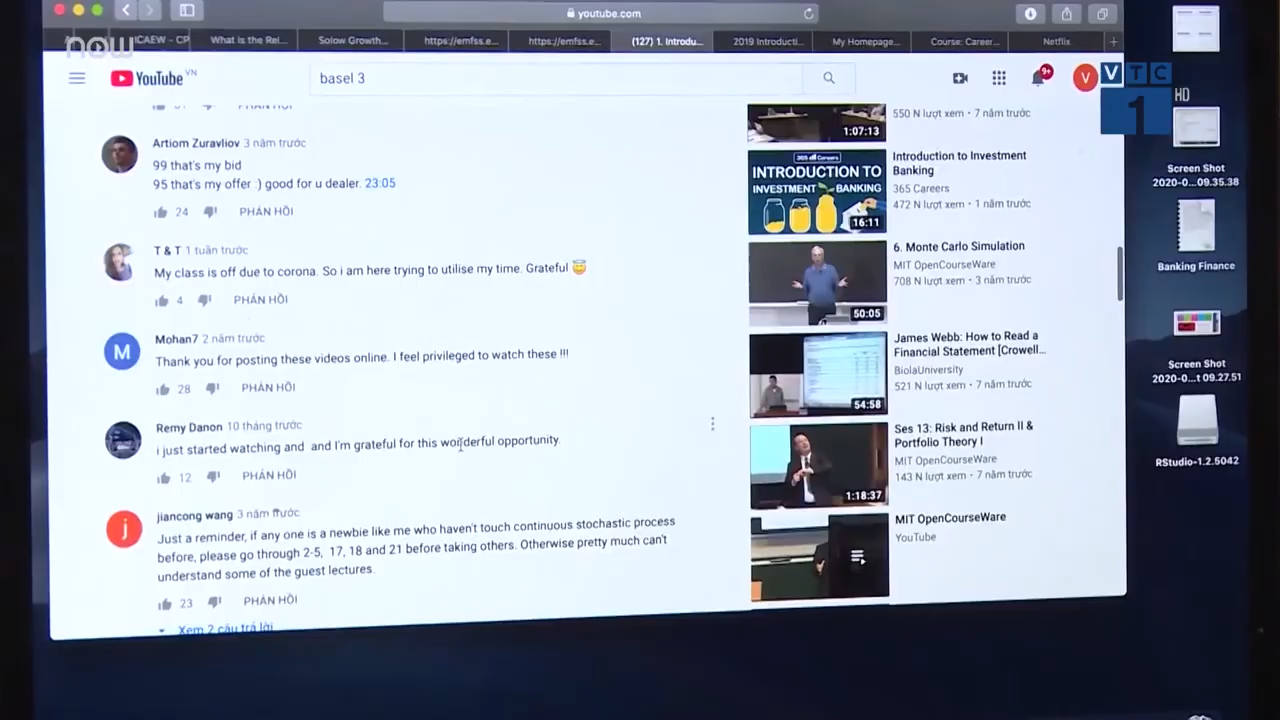 youtube.com
now
ICAEW - CP
What is the Rel...
Solow Growth...
https://emfss.e...
https://emfss.e...
(127) 1. Introdu...
2019 Introducti...
My Homepage...
Course: Career...
Netflix
YouTube VN
basel 3
9+
V
VTC
1
HD
PHẢN HỒI
Artiom Zuravliov 3 năm trước
99 that's my bid
95 that's my offer :) good for u dealer. 23:05
24 PHẢN HỒI
T & T 1 tuần trước
My class is off due to corona. So i am here trying to utilise my time. Grateful 😇
4 PHẢN HỒI
M
Mohan7 2 năm trước
Thank you for posting these videos online. I feel privileged to watch these !!!
28 PHẢN HỒI
Remy Danon 10 tháng trước
i just started watching and and I'm grateful for this wonderful opportunity.
12 PHẢN HỒI
j
jiancong wang 3 năm trước
Just a reminder, if any one is a newbie like me who haven't touch continuous stochastic process
before, please go through 2-5, 17, 18 and 21 before taking others. Otherwise pretty much can't
understand some of the guest lectures.
23 PHẢN HỒI
Xem 2 câu trả lời
1:07:13
550 N lượt xem • 7 năm trước
365 Careers
INTRODUCTION TO
INVESTMENT BANKING
16:11
Introduction to Investment
Banking
365 Careers
472 N lượt xem • 1 năm trước
50:05
6. Monte Carlo Simulation
MIT OpenCourseWare
708 N lượt xem • 3 năm trước
54:58
James Webb: How to Read a
Financial Statement [Crowell...
BiolaUniversity
521 N lượt xem • 7 năm trước
1:18:37
Ses 13: Risk and Return II &
Portfolio Theory I
MIT OpenCourseWare
143 N lượt xem • 7 năm trước
MIT OpenCourseWare
YouTube
Screen Shot
2020-0...09.35.38
Banking Finance
Screen Shot
2020-0...t 09.27.51
RStudio-1.2.5042